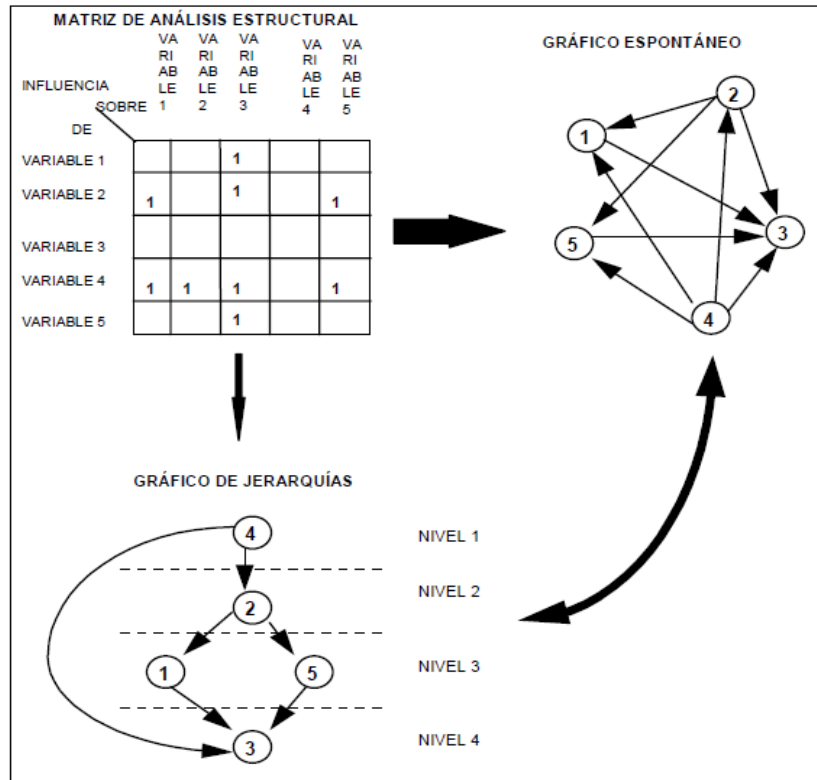 MATRIZ DE ANÁLISIS ESTRUCTURAL
VA VA VA VA VA
RI RI RI RI RI
AB AB AB AB AB
LE LE LE LE LE
1 2 3 4 5
INFLUENCIA
SOBRE
DE
VARIABLE 1 1
VARIABLE 2 1 1 1
VARIABLE 3
VARIABLE 4 1 1 1 1
VARIABLE 5 1
GRÁFICO ESPONTÁNEO
2
1
3
5
4
GRÁFICO DE JERARQUÍAS
4 NIVEL 1
2 NIVEL 2
1 5 NIVEL 3
3 NIVEL 4